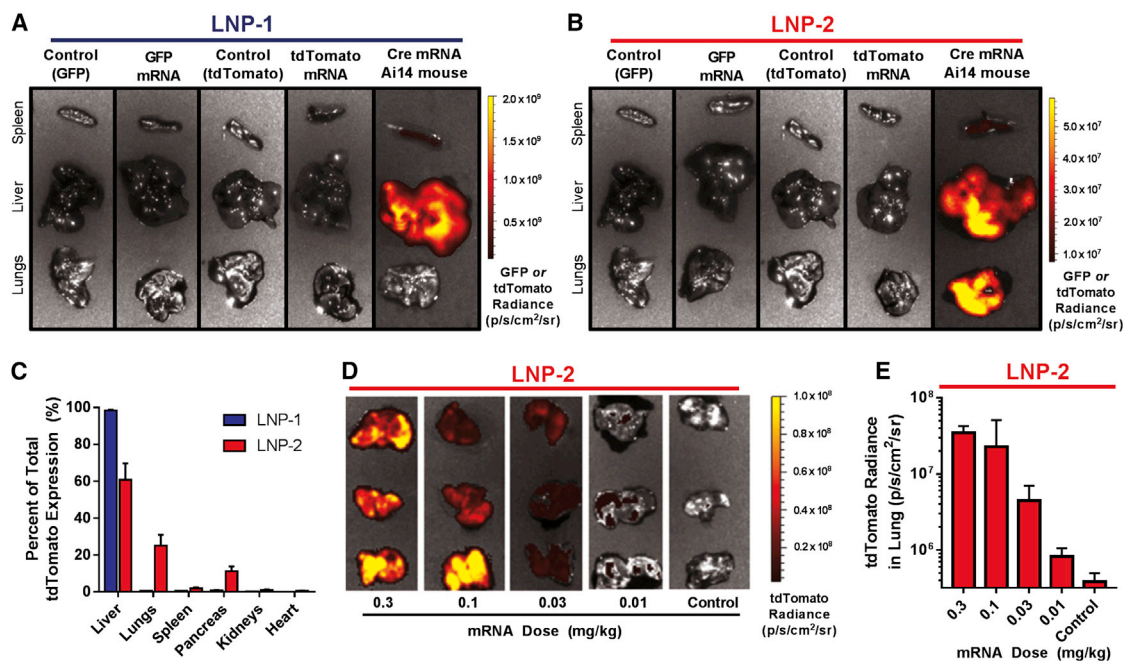 A
LNP-1
Control
(GFP)
GFP
mRNA
Control
(tdTomato)
tdTomato
mRNA
Cre mRNA
Ai14 mouse
Spleen
Liver
Lungs
2.0 x 10⁹
1.5 x 10⁹
1.0 x 10⁹
0.5 x 10⁹
GFP or
tdTomato
Radiance
(p/s/cm²/sr)
B
LNP-2
Control
(GFP)
GFP
mRNA
Control
(tdTomato)
tdTomato
mRNA
Cre mRNA
Ai14 mouse
Spleen
Liver
Lungs
5.0 x 10⁷
4.0 x 10⁷
3.0 x 10⁷
2.0 x 10⁷
1.0 x 10⁷
GFP or
tdTomato
Radiance
(p/s/cm²/sr)
C
Percent of Total
tdTomato Expression (%)
100
80
60
40
20
0
LNP-1
LNP-2
Liver
Lungs
Spleen
Pancreas
Kidneys
Heart
D
LNP-2
0.3
0.1
0.03
0.01
Control
mRNA Dose (mg/kg)
1.0 x 10⁸
0.8 x 10⁸
0.6 x 10⁸
0.4 x 10⁸
0.2 x 10⁸
tdTomato
Radiance
(p/s/cm²/sr)
E
LNP-2
tdTomato Radiance
in Lung (p/s/cm²/sr)
10⁸
10⁷
10⁶
0.3
0.1
0.03
0.01
Control
mRNA Dose (mg/kg)